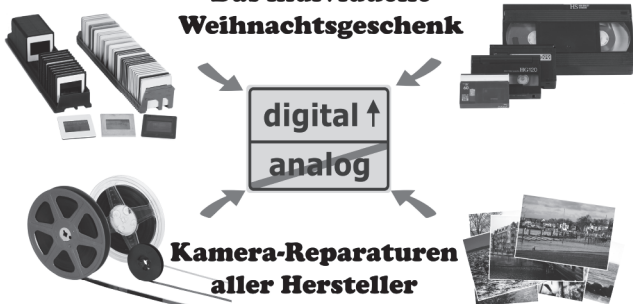 Weihnachtsgeschenk
digital
analog
Kamera-Reparaturen
aller Hersteller